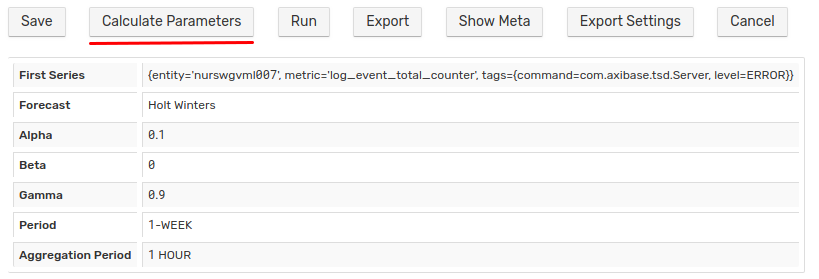 Save Calculate Parameters Run Export Show Meta Export Settings Cancel
First Series {entity='nurswgvml007', metric='log_event_total_counter', tags={command=com.axibase.tsd.Server, level=ERROR}}
Forecast Holt Winters
Alpha 0.1
Beta 0
Gamma 0.9
Period 1-WEEK
Aggregation Period 1 HOUR